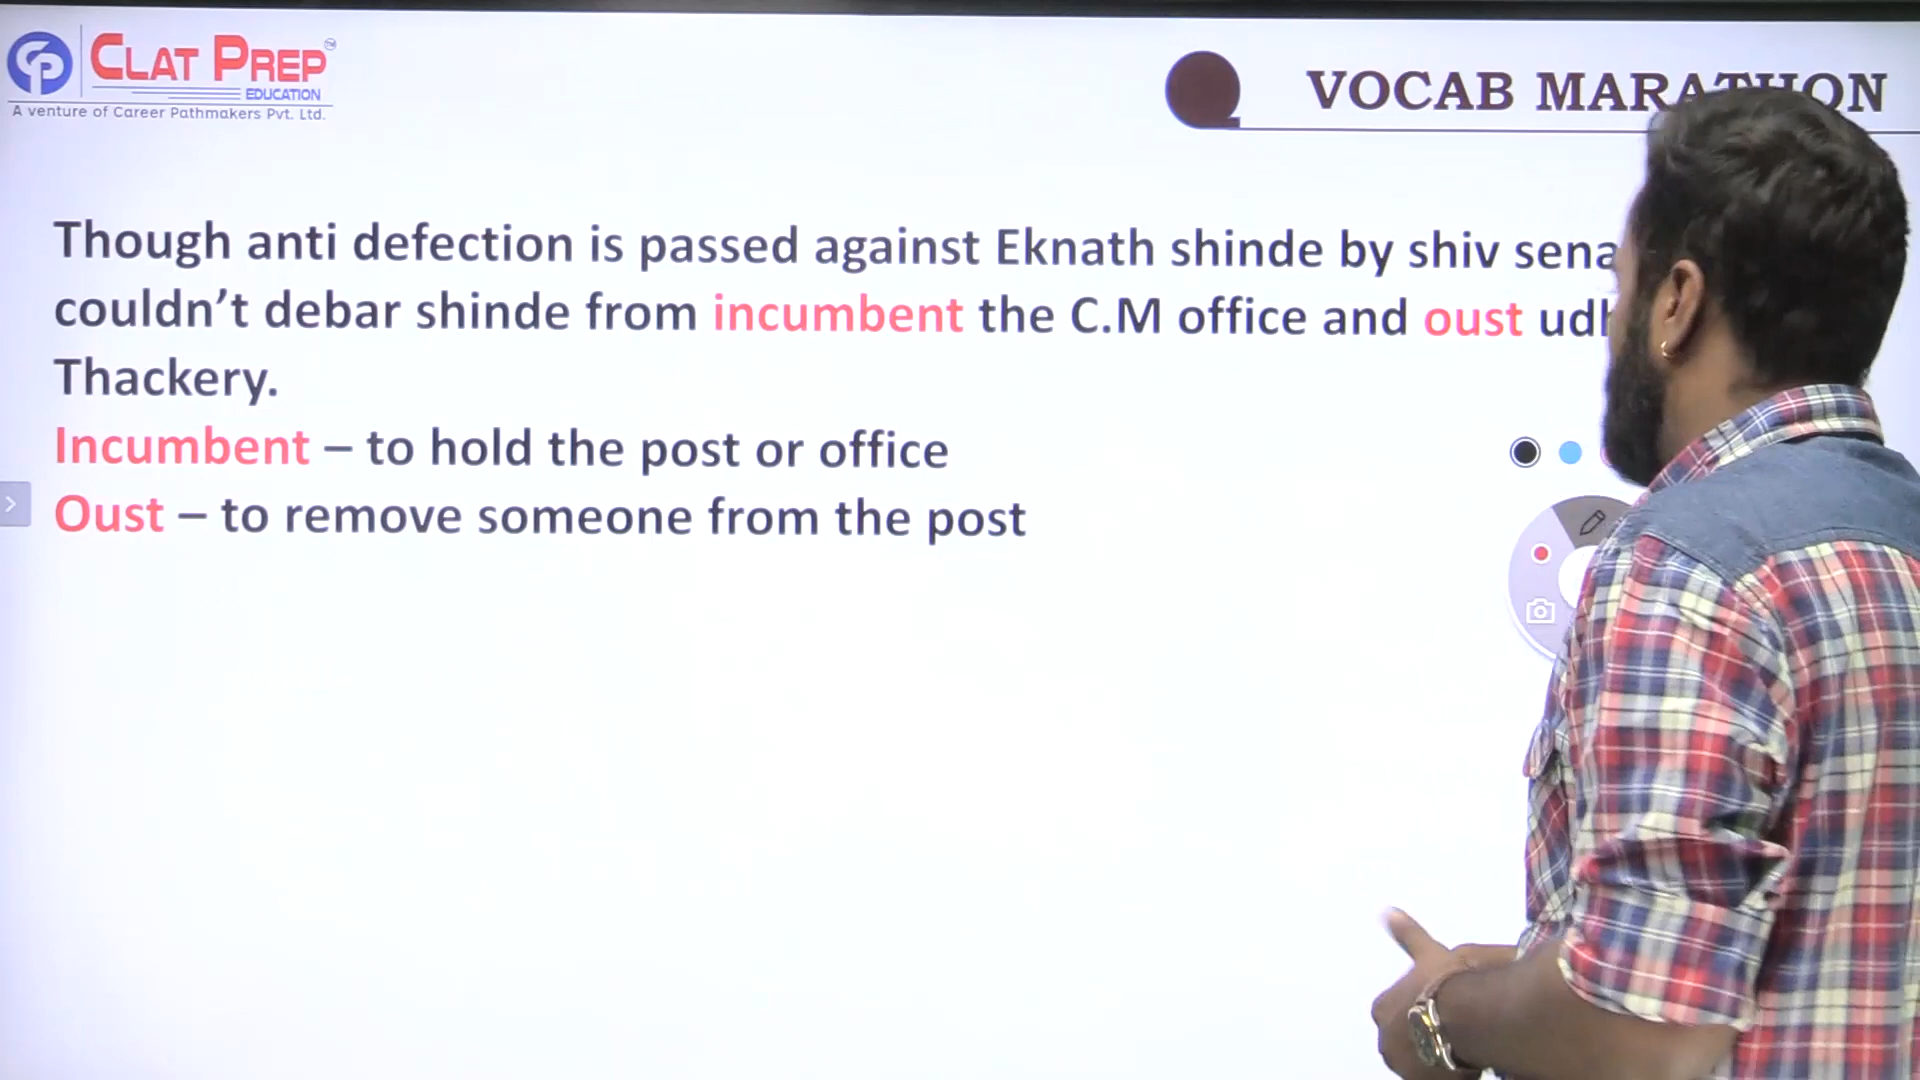 CLAT PREP
TM
EDUCATION
A venture of Career Pathmakers Pvt. Ltd.
VOCAB MARATHON
Though anti defection is passed against Eknath shinde by shiv sena
couldn't debar shinde from incumbent the C.M office and oust
Thackery.
Incumbent – to hold the post or office
Oust – to remove someone from the post